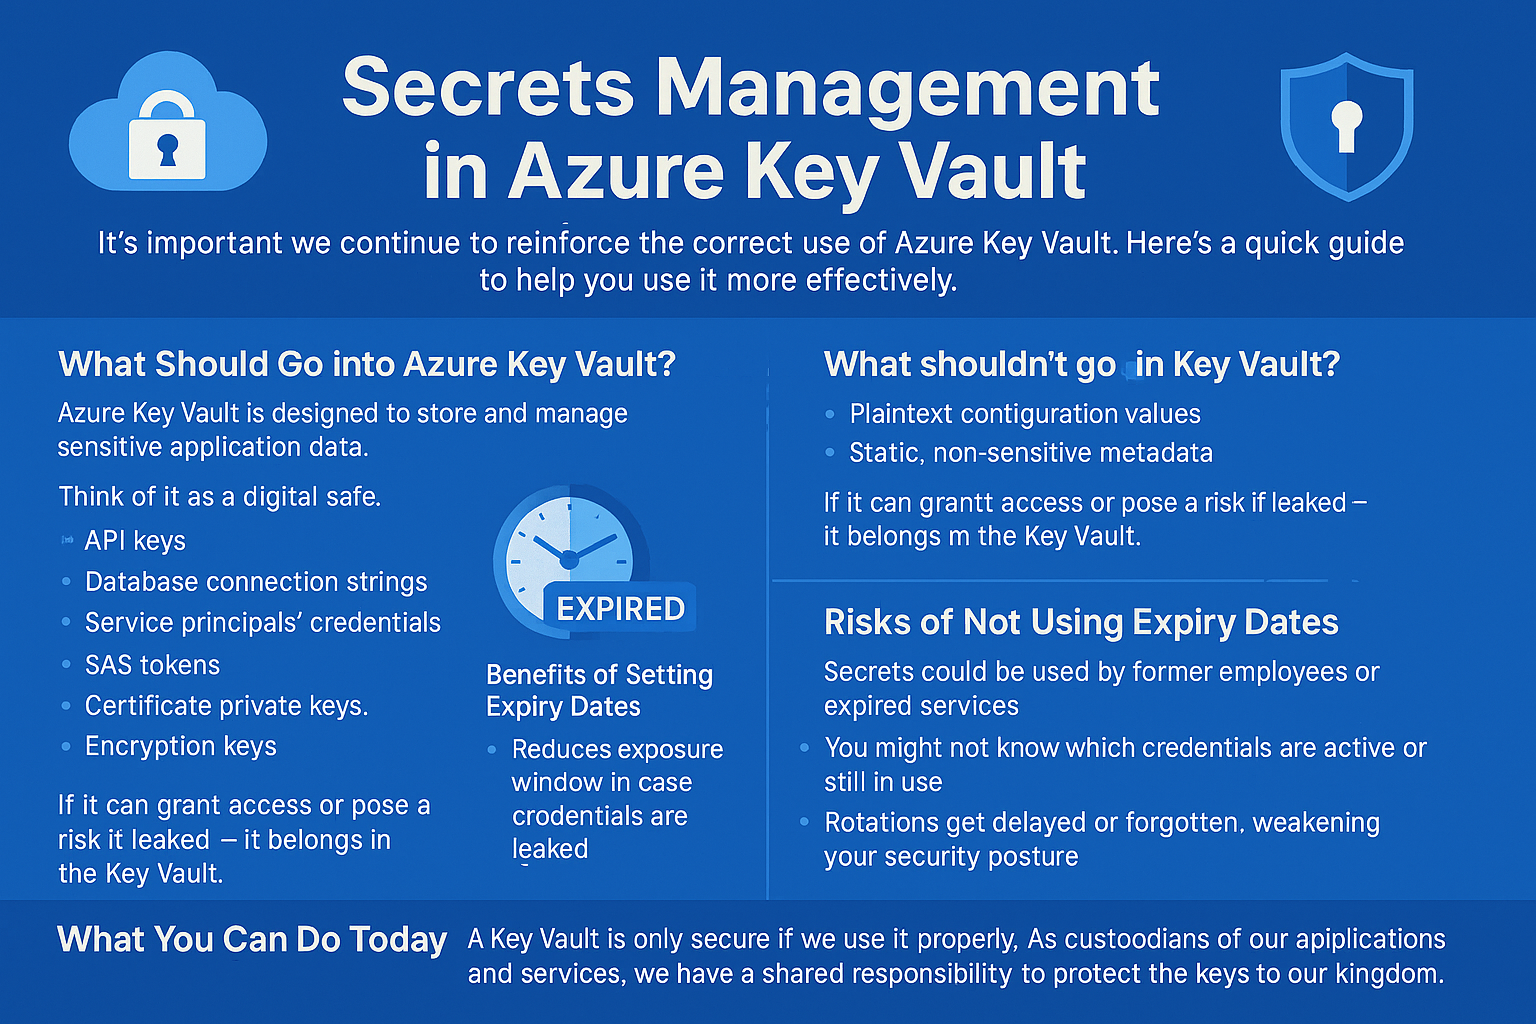 Secrets Management
in Azure Key Vault
It's important we continue to reinforce the correct use of Azure Key Vault. Here's a quick guide
to help you use it more effectively.
What Should Go into Azure Key Vault?
Azure Key Vault is designed to store and manage
sensitive application data.
Think of it as a digital safe.
API keys
• Database connection strings
• Service principals' credentials
• SAS tokens
• Certificate private keys.
• Encryption keys
If it can grant access or pose a
risk it leaked – it belongs in
the Key Vault.
EXPIRED
Benefits of Setting
Expiry Dates
• Reduces exposure
window in case
crodentials are
leaked
What shouldn't go in Key Vault?
• Plaintext contiguration values
• Static, non-sensitive metadata
If it can grantt access or pose a risk if leaked –
it belongs m the Key Vault.
Risks of Not Using Expiry Dates
Secrets could be used by former employees or
expired services
• You might not know which credentials are active or
still in use
• Rotations get delayed or forgotten, weakening
your security posture
What You Can Do Today
A Key Vault is only secure if we use it properly, As custoodians of our apiplications
and services, we have a shared responsibility to protect the keys to our kingdom.